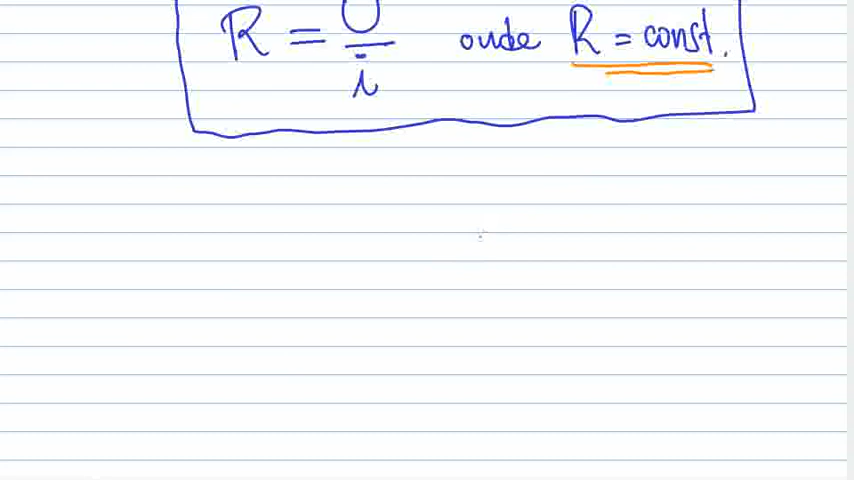 R = U/i onde R = const.